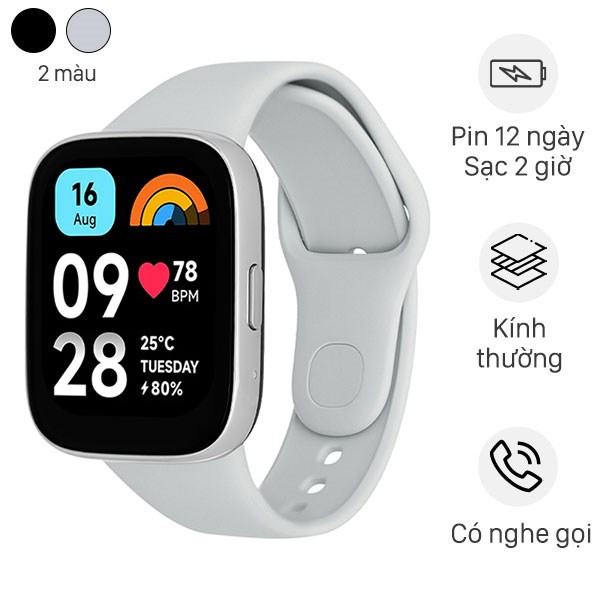 2 màu
16
Aug
09
78
BPM
28
25°C
TUESDAY
80%
Pin 12 ngày
Sạc 2 giờ
Kính
thường
Có nghe gọi